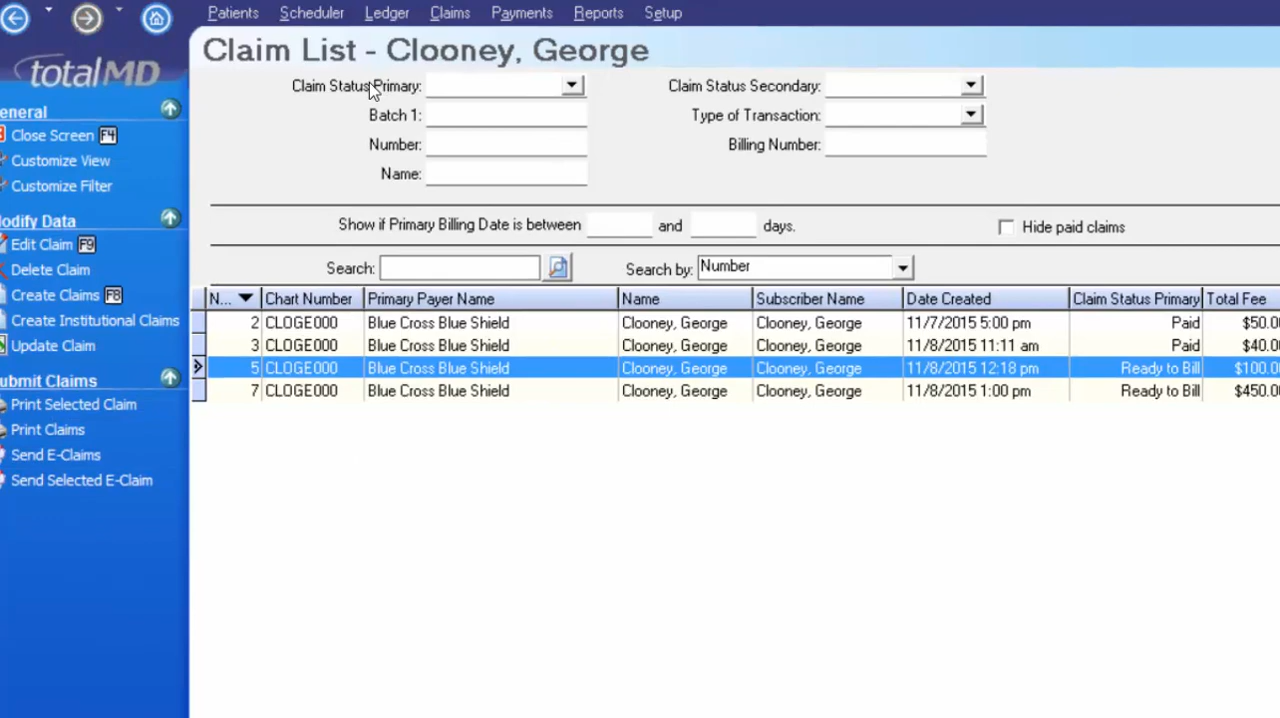 Patients Scheduler Ledger Claims Payments Reports Setup
totalMD
Claim List - Clooney, George
Claim Status Primary:
Claim Status Secondary:
Batch 1:
Type of Transaction:
Number:
Billing Number:
Name:
Show if Primary Billing Date is between and days.
Hide paid claims
Search:
Search by: Number
N... Chart Number Primary Payer Name Name Subscriber Name Date Created Claim Status Primary Total Fee
2 CLOGE000 Blue Cross Blue Shield Clooney, George Clooney, George 11/7/2015 5:00 pm Paid $50.0
3 CLOGE000 Blue Cross Blue Shield Clooney, George Clooney, George 11/8/2015 11:11 am Paid $40.0
5 CLOGE000 Blue Cross Blue Shield Clooney, George Clooney, George 11/8/2015 12:18 pm Ready to Bill $100.0
7 CLOGE000 Blue Cross Blue Shield Clooney, George Clooney, George 11/8/2015 1:00 pm Ready to Bill $450.0
eneral
Close Screen F4
Customize View
Customize Filter
odify Data
Edit Claim F9
Delete Claim
Create Claims F8
Create Institutional Claims
Update Claim
ubmit Claims
Print Selected Claim
Print Claims
Send E-Claims
Send Selected E-Claim